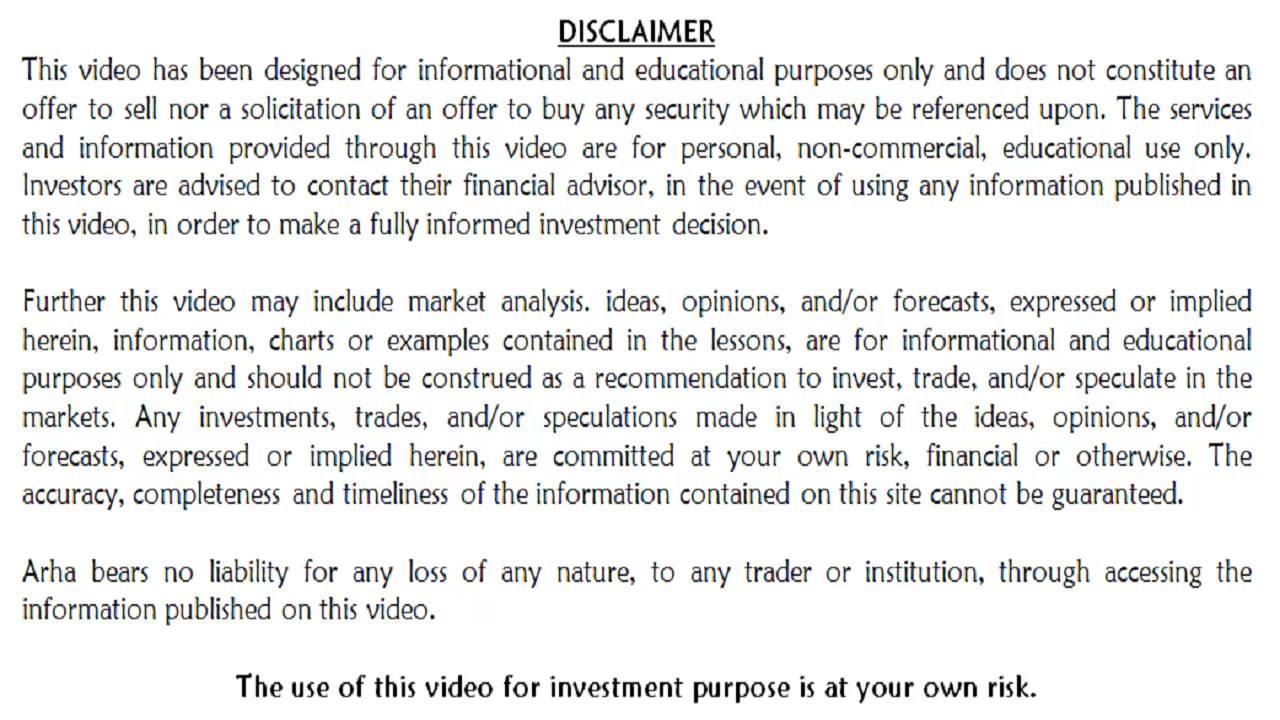 DISCLAIMER
This video has been designed for informational and educational purposes only and does not constitute an
offer to sell nor a solicitation of an offer to buy any security which may be referenced upon. The services
and information provided through this video are for personal, non-commercial, educational use only.
Investors are advised to contact their financial advisor, in the event of using any information published in
this video, in order to make a fully informed investment decision.
Further this video may include market analysis. ideas, opinions, and/or forecasts, expressed or implied
herein, information, charts or examples contained in the lessons, are for informational and educational
purposes only and should not be construed as a recommendation to invest, trade, and/or speculate in the
markets. Any investments, trades, and/or speculations made in light of the ideas, opinions, and/or
forecasts, expressed or implied herein, are committed at your own risk, financial or otherwise. The
accuracy, completeness and timeliness of the information contained on this site cannot be guaranteed.
Arha bears no liability for any loss of any nature, to any trader or institution, through accessing the
information published on this video.
The use of this video for investment purpose is at your own risk.